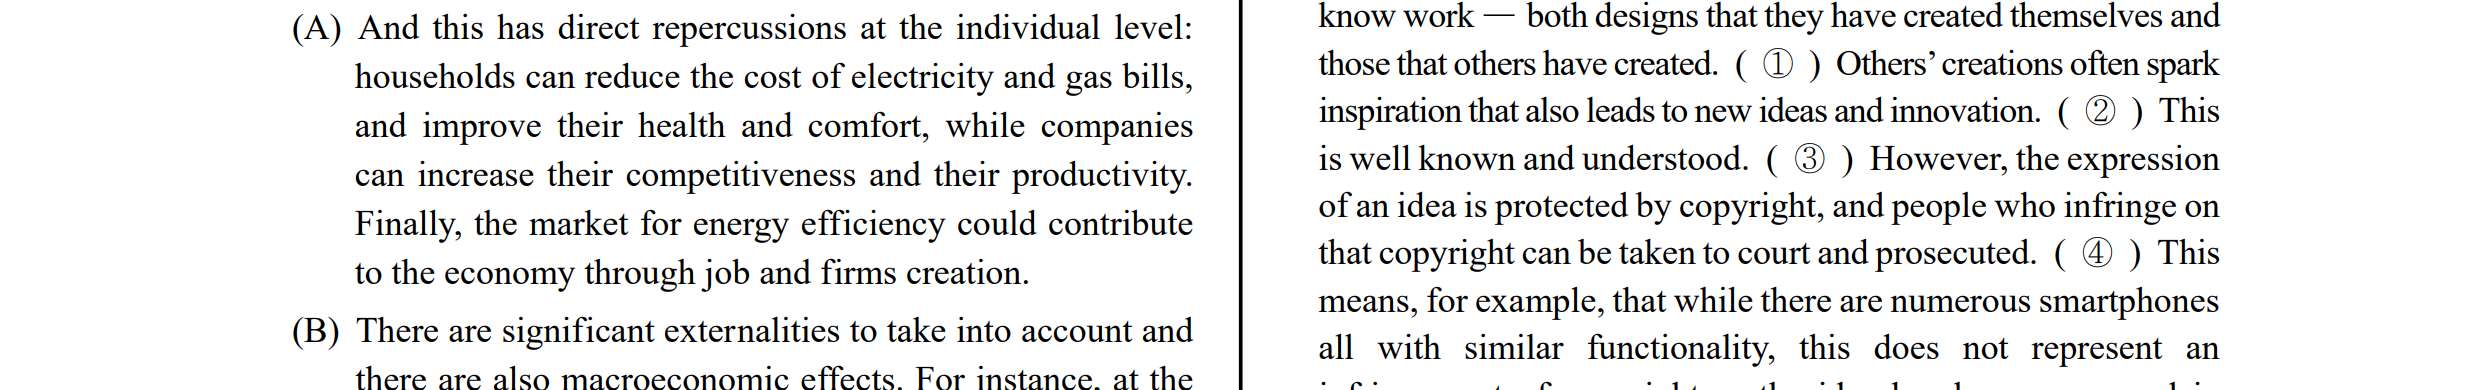 (A) And this has direct repercussions at the individual level:
households can reduce the cost of electricity and gas bills,
and improve their health and comfort, while companies
can increase their competitiveness and their productivity.
Finally, the market for energy efficiency could contribute
to the economy through job and firms creation.
(B) There are significant externalities to take into account and
there are also macroeconomic effects. For instance, at the
know work — both designs that they have created themselves and
those that others have created. ( ① ) Others’ creations often spark
inspiration that also leads to new ideas and innovation. ( ② ) This
is well known and understood. ( ③ ) However, the expression
of an idea is protected by copyright, and people who infringe on
that copyright can be taken to court and prosecuted. ( ④ ) This
means, for example, that while there are numerous smartphones
all with similar functionality, this does not represent an